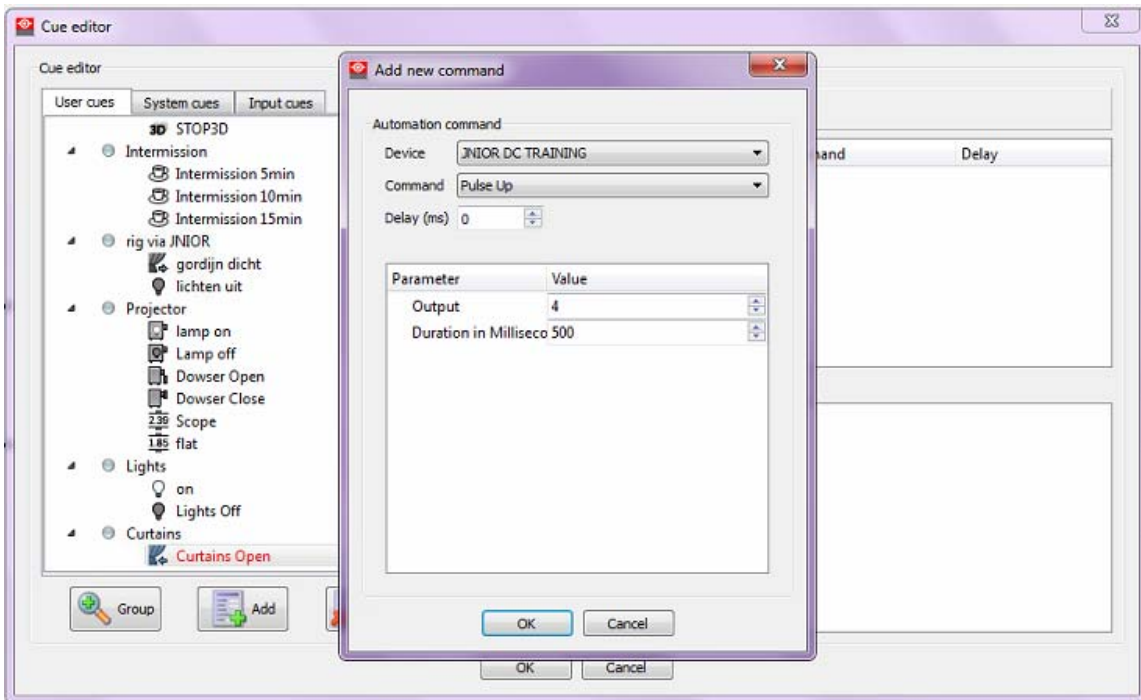 Cue editor
Cue editor
User cues System cues Input cues
3D STOP3D
Intermission
Intermission 5min
Intermission 10min
Intermission 15min
rig via JNIOR
gordijn dicht
lichten uit
Projector
lamp on
Lamp off
Dowser Open
Dowser Close
2.39 Scope
1.85 flat
Lights
on
Lights Off
Curtains
Curtains Open
Group Add
Add new command
Automation command
Device JNIOR DC TRAINING
Command Pulse Up
Delay (ms) 0
Parameter Value
Output 4
Duration in Milliseco 500
OK Cancel
Delay
OK Cancel